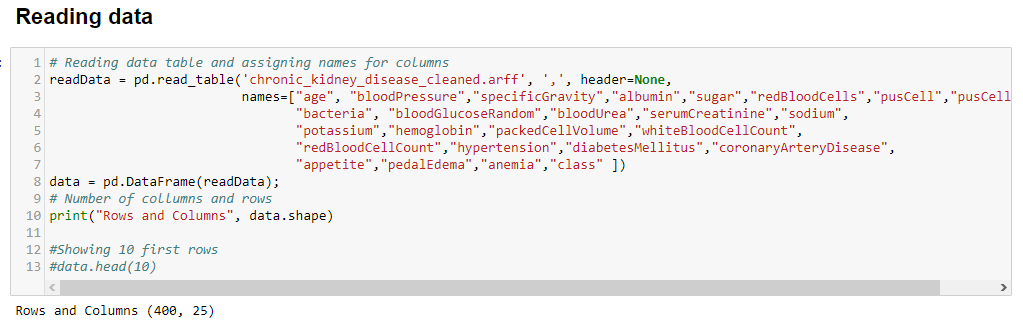 Reading data
1 # Reading data table and assigning names for columns
2 readData = pd.read_table('chronic_kidney_disease_cleaned.arff', ',', header=None,
3 names=["age", "bloodPressure","specificGravity","albumin","sugar","redBloodCells","pusCell","pusCell
4 "bacteria", "bloodGlucoseRandom","bloodUrea","serumCreatinine","sodium",
5 "potassium","hemoglobin","packedCellVolume","whiteBloodCellCount",
6 "redBloodCellCount","hypertension","diabetesMellitus","coronaryArteryDisease",
7 "appetite","pedalEdema","anemia","class" ])
8 data = pd.DataFrame(readData);
9 # Number of collumns and rows
10 print("Rows and Columns", data.shape)
11
12 #Showing 10 first rows
13 #data.head(10)
Rows and Columns (400, 25)